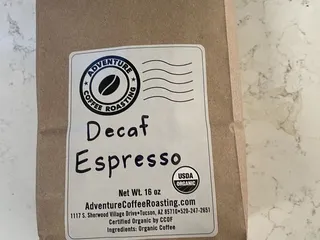 ADVENTURE
COFFEE ROASTING
Decaf
Espresso
USDA
ORGANIC
Net Wt. 16 oz
AdventureCoffeeRoasting.com
1117 S. Sherwood Village Drive•Tucson, AZ 85710•520-247-2651
Certified Organic by CCOF
Ingredients: Organic Coffee